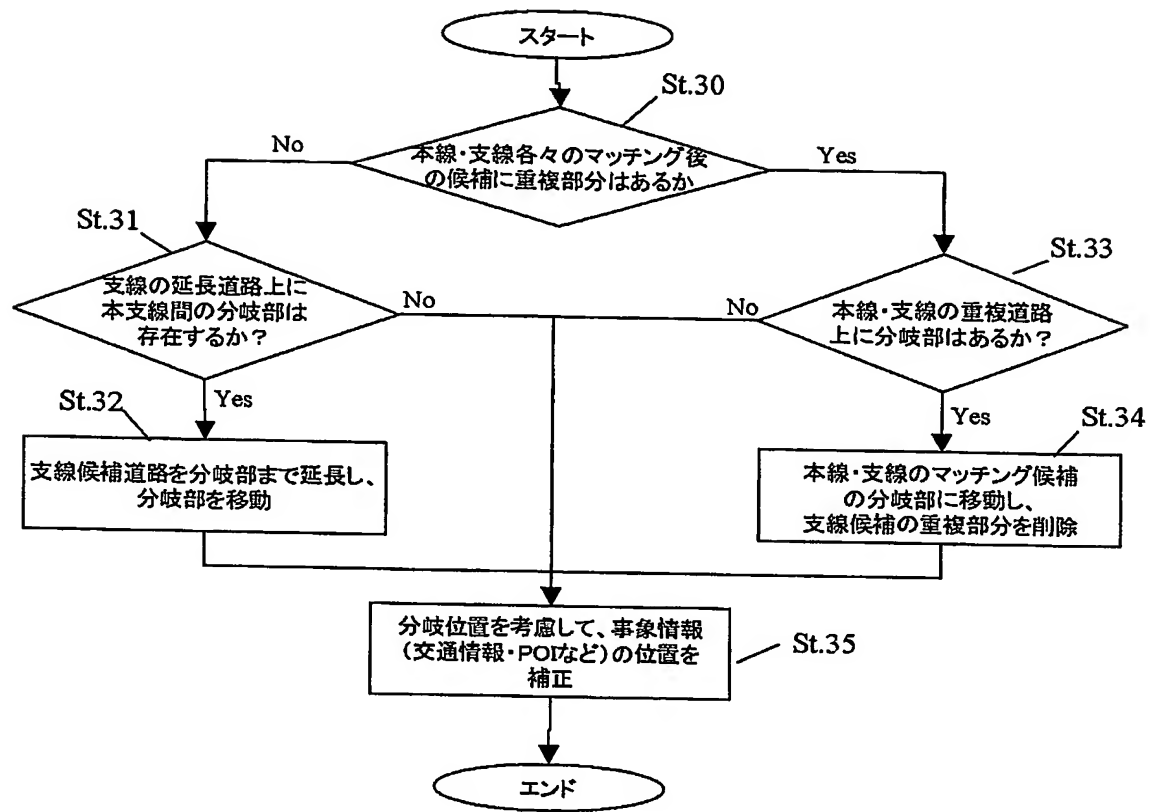 スタート
St.30
No
本線・支線各々のマッチング後
の候補に重複部分はあるか
Yes
St.31
支線の延長道路上に
本支線間の分岐部は
存在するか？
No
St.33
No
本線・支線の重複道路
上に分岐部はあるか？
St.32
Yes
支線候補道路を分岐部まで延長し、
分岐部を移動
Yes
St.34
本線・支線のマッチング候補
の分岐部に移動し、
支線候補の重複部分を削除
分岐位置を考慮して、事象情報
（交通情報・POIなど）の位置を
補正
St.35
エンド